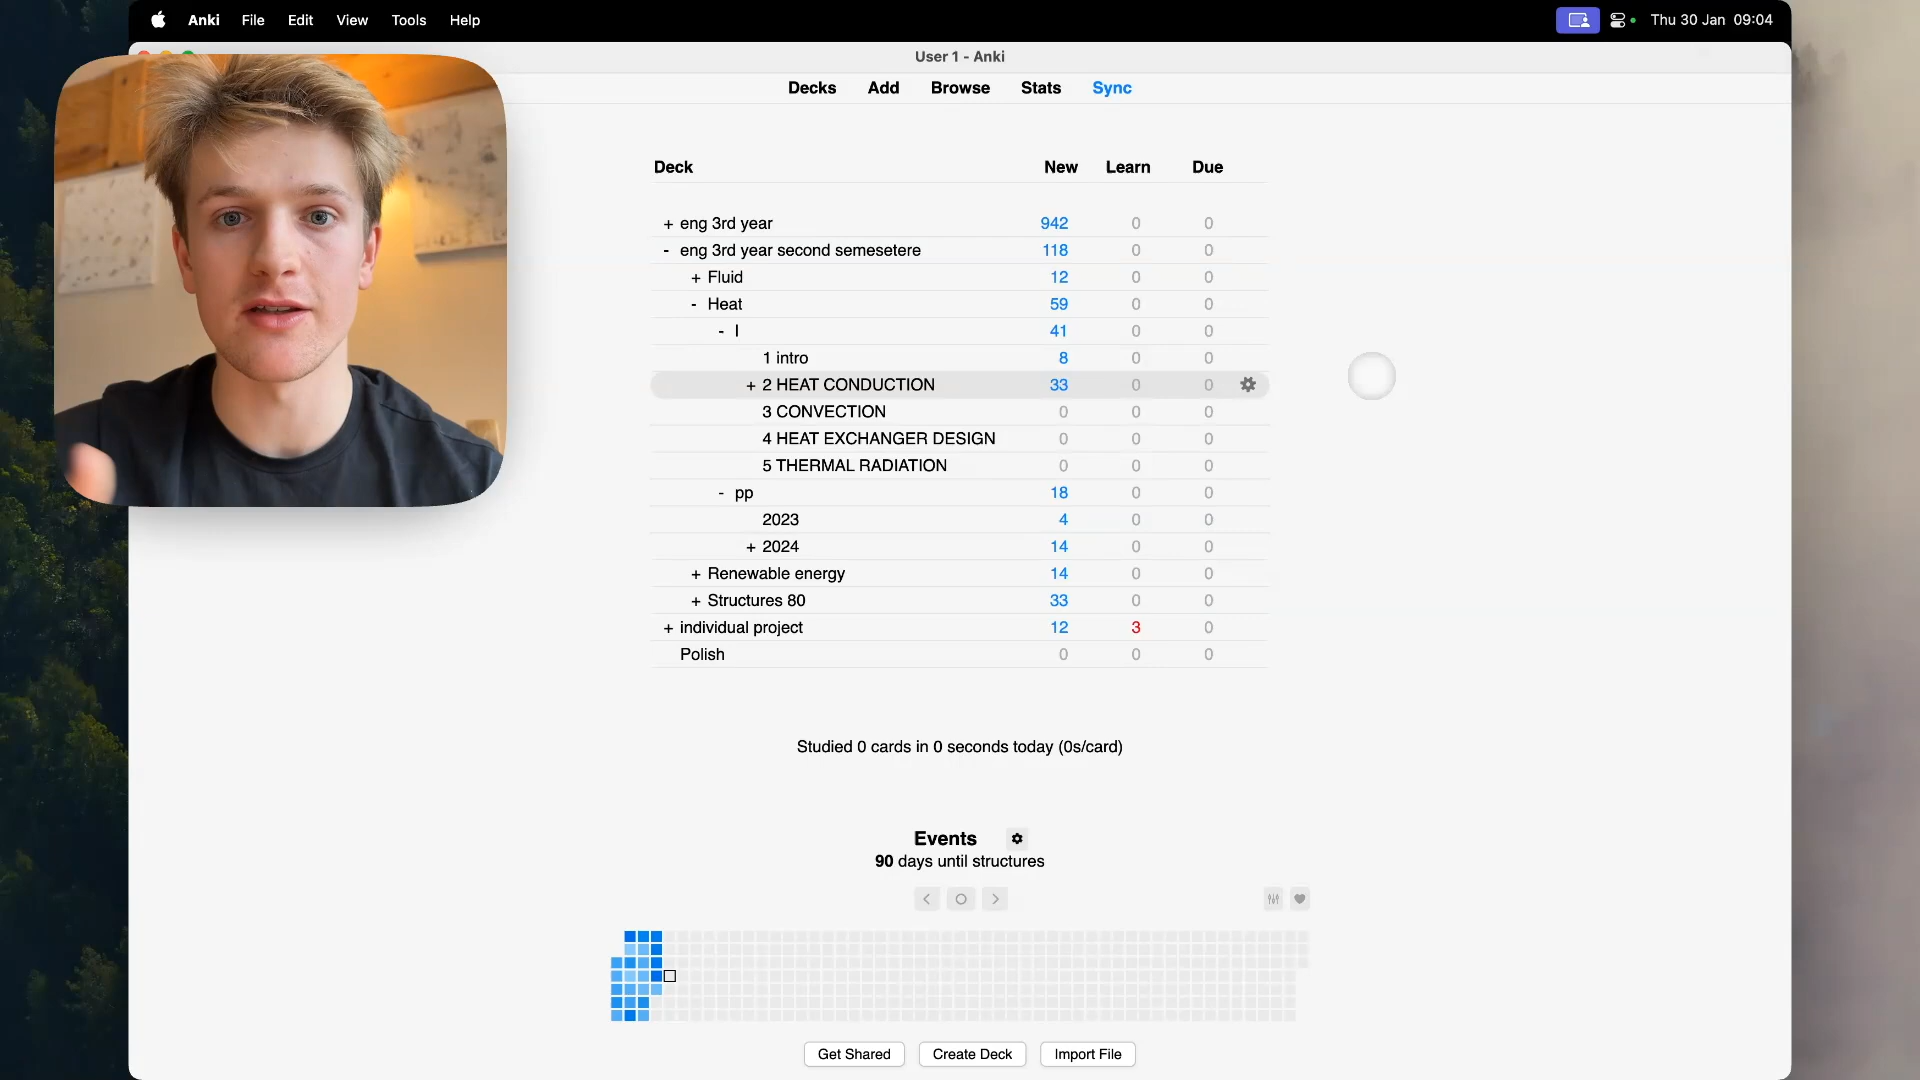 Anki File Edit View Tools Help Thu 30 Jan 09:04
User 1 - Anki
Decks Add Browse Stats Sync
Deck New Learn Due
+ eng 3rd year 942 0 0
- eng 3rd year second semesetere 118 0 0
+ Fluid 12 0 0
- Heat 59 0 0
- l 41 0 0
1 intro 8 0 0
+ 2 HEAT CONDUCTION 33 0 0
3 CONVECTION 0 0 0
4 HEAT EXCHANGER DESIGN 0 0 0
5 THERMAL RADIATION 0 0 0
- pp 18 0 0
2023 4 0 0
+ 2024 14 0 0
+ Renewable energy 14 0 0
+ Structures 80 33 0 0
+ individual project 12 3 0
Polish 0 0 0
Studied 0 cards in 0 seconds today (0s/card)
Events
90 days until structures
Get Shared Create Deck Import File